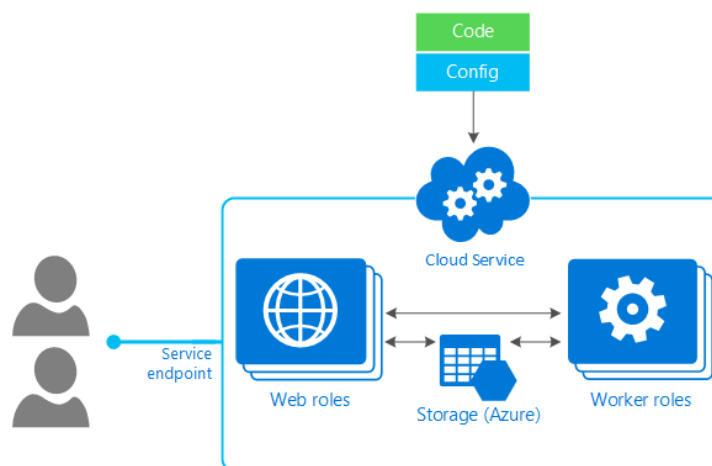 Code
Config
Cloud Service
Service
endpoint
Web roles
Storage (Azure)
Worker roles